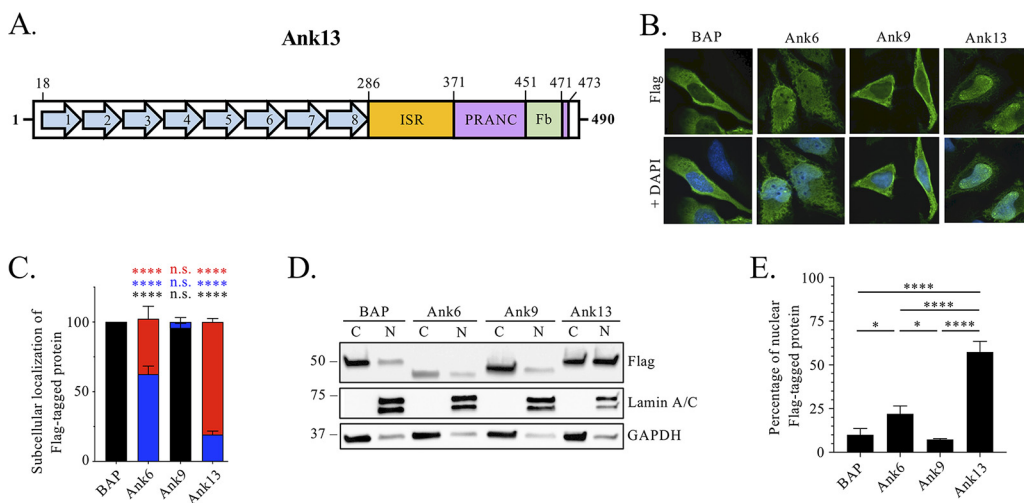 A.
Ank13
18 286 371 451 471 473
1 1 2 3 4 5 6 7 8 ISR PRANC Fb 490
B.
BAP Ank6 Ank9 Ank13
Flag
+ DAPI
C.
**** n.s. ****
**** n.s. ****
**** n.s. ****
Subcellular localization of
Flag-tagged protein
100
50
0
BAP Ank6 Ank9 Ank13
D.
BAP Ank6 Ank9 Ank13
C N C N C N C N
50 Flag
75 Lamin A/C
37 GAPDH
E.
Percentage of nuclear
Flag-tagged protein
100
75
50
25
0
****
****
* * ****
BAP Ank6 Ank9 Ank13